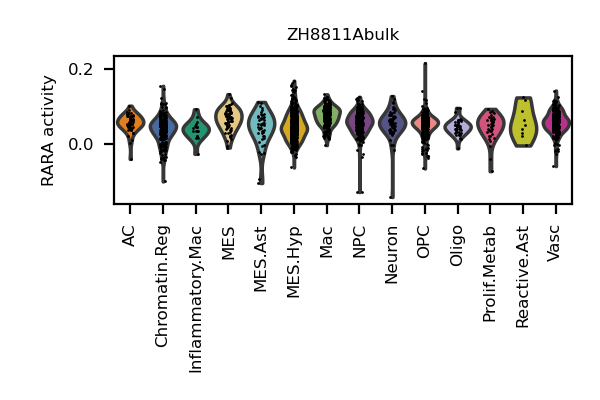 ZH8811Abulk
RARA activity
0.2
0.0
AC
Chromatin.Reg
Inflammatory.Mac
MES
MES.Ast
MES.Hyp
Mac
NPC
Neuron
OPC
Oligo
Prolif.Metab
Reactive.Ast
Vasc